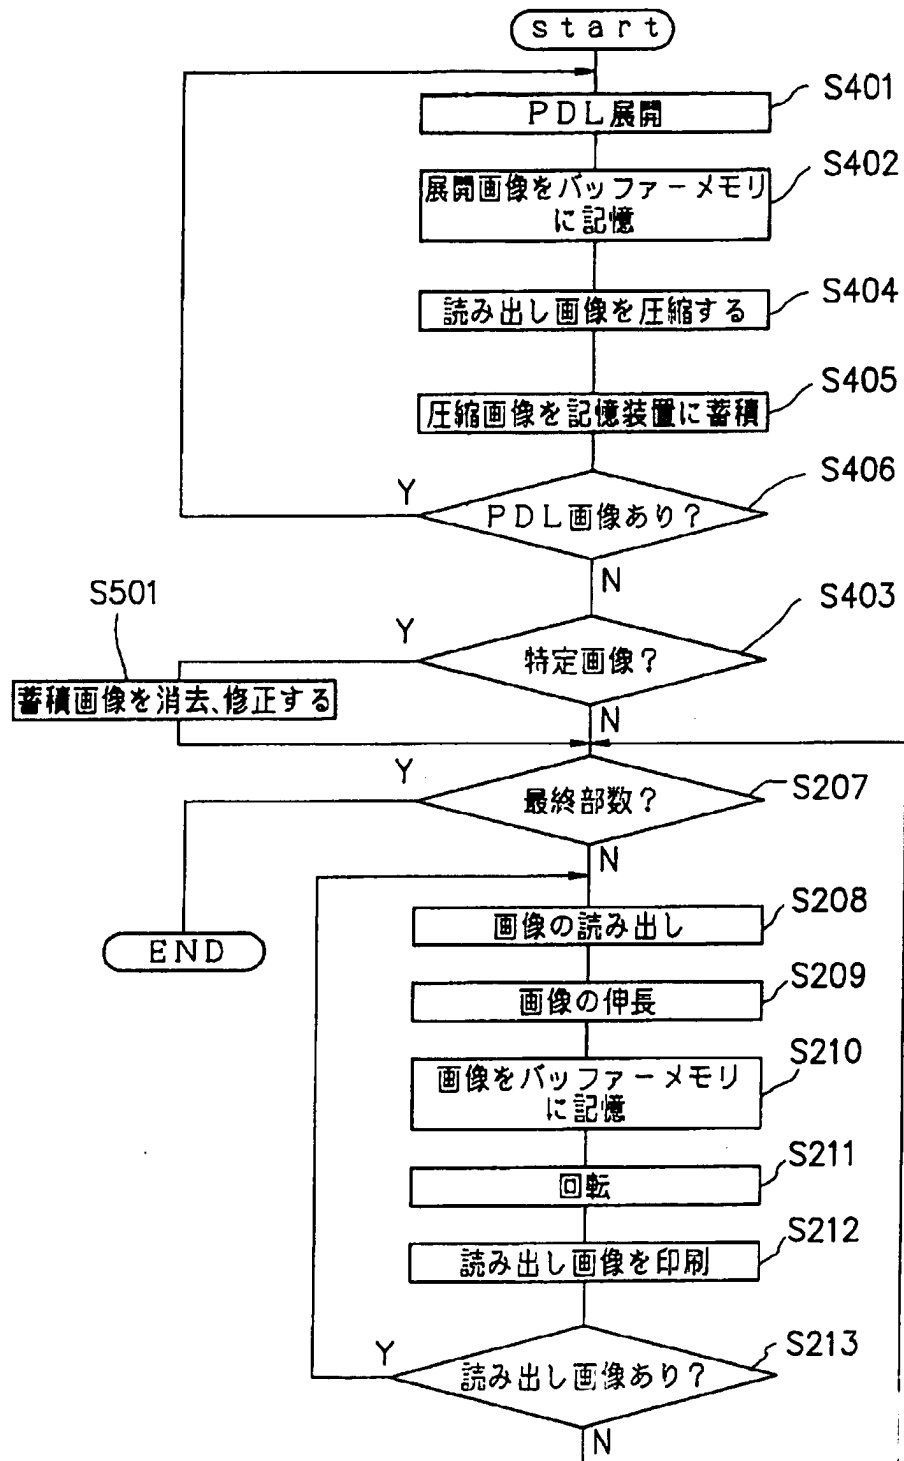 start
S401
PDL展開
S402
展開画像をバッファーメモリ
に記憶
S404
読み出し画像を圧縮する
S405
圧縮画像を記憶装置に蓄積
S406
Y
PDL画像あり?
N
S501
S403
Y
特定画像?
蓄積画像を消去、修正する
N
Y
S207
最終部数?
N
S208
画像の読み出し
END
S209
画像の伸長
S210
画像をバッファーメモリ
に記憶
S211
回転
S212
読み出し画像を印刷
S213
Y
読み出し画像あり?
N